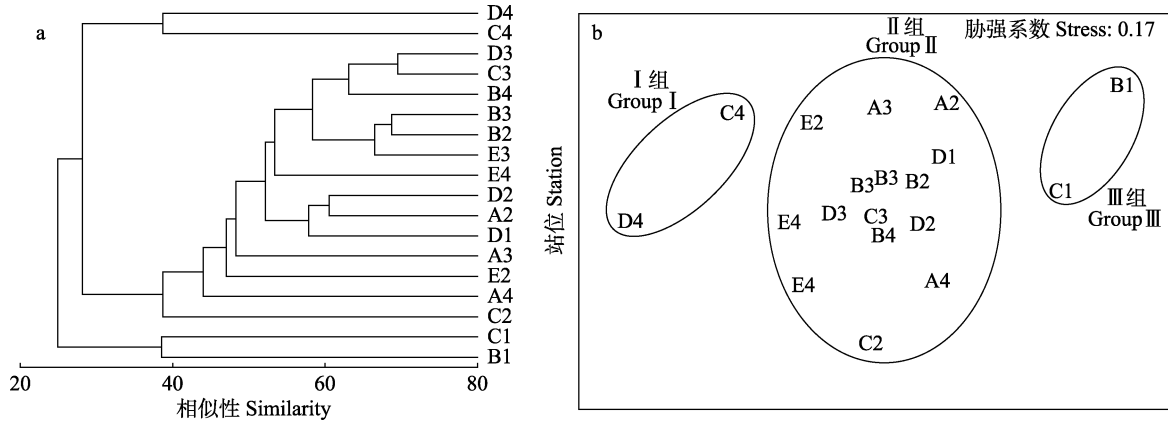 a
D4
C4
D3
C3
B4
B3
B2
E3
E4
D2
A2
D1
A3
E2
A4
C2
C1
B1
站位 Station
20 40 60 80
相似性 Similarity
b
Ⅱ组
Group Ⅱ
胁强系数 Stress: 0.17
Ⅰ组
Group Ⅰ
C4
D4
E2
A3
A2
D1
B3
B3
B2
E4
D3
C3
B4
D2
E4
A4
C2
B1
C1
Ⅲ组
Group Ⅲ